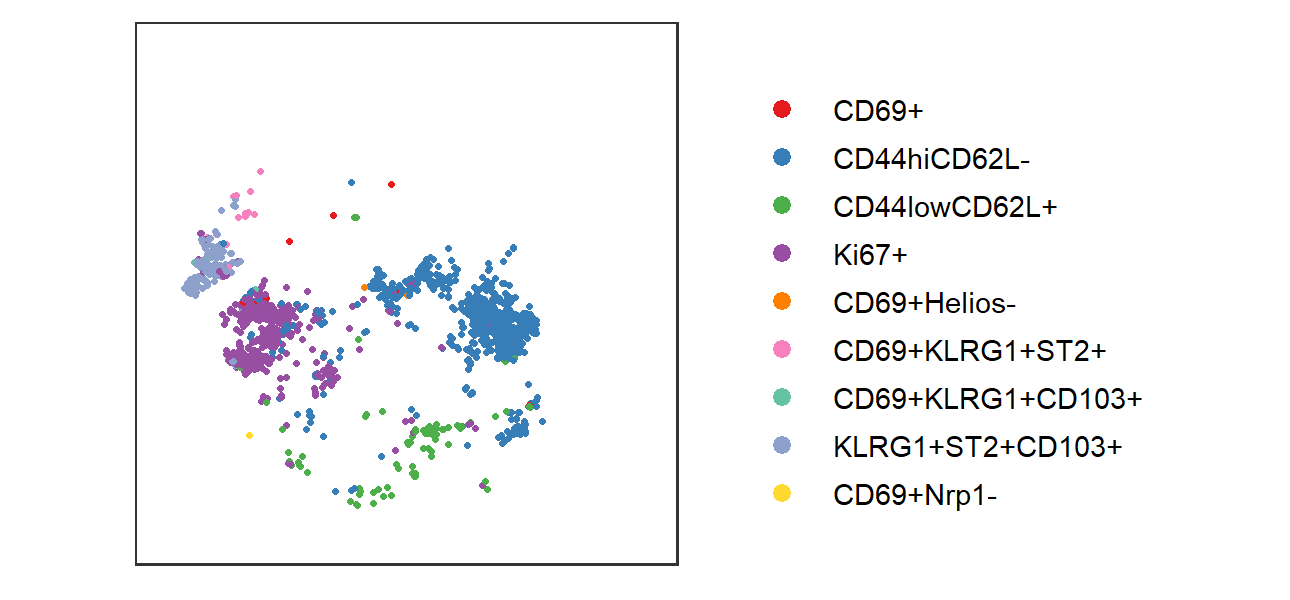 CD69+
CD44hiCD62L-
CD44lowCD62L+
Ki67+
CD69+Helios-
CD69+KLRG1+ST2+
CD69+KLRG1+CD103+
KLRG1+ST2+CD103+
CD69+Nrp1-